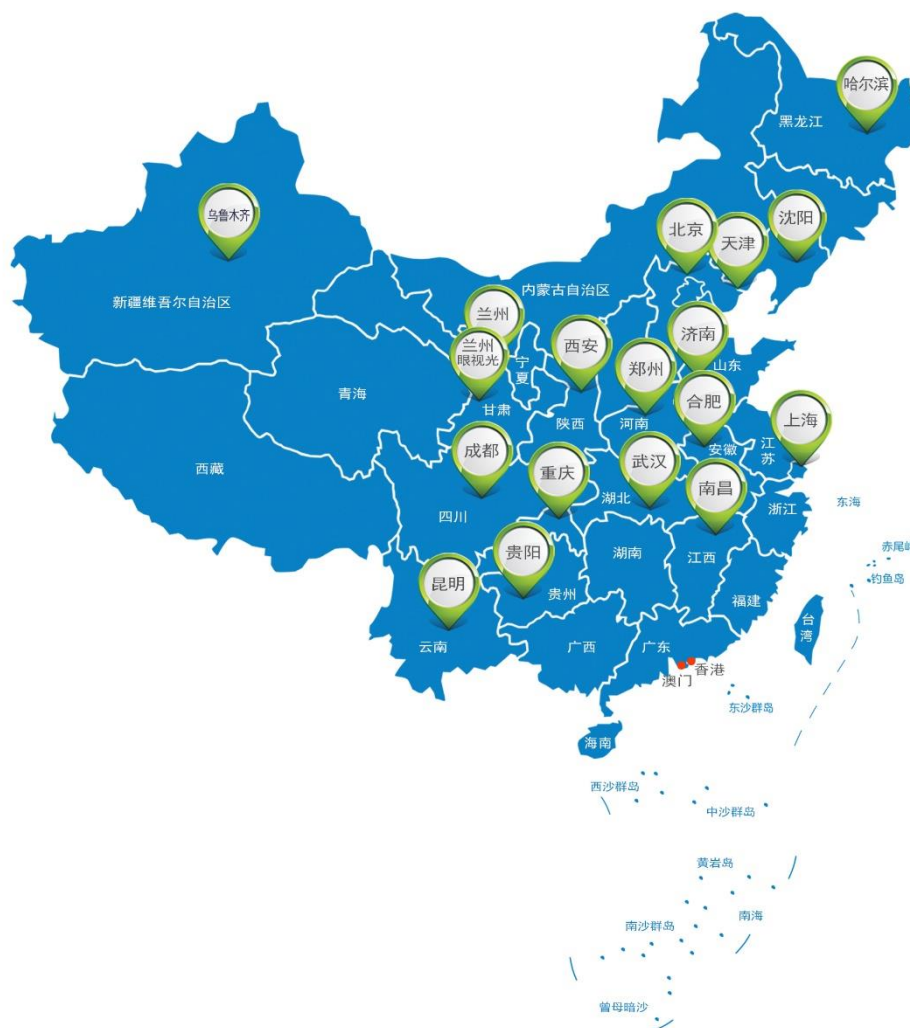 哈尔滨
黑龙江
乌鲁木齐
北京
天津
沈阳
新疆维吾尔自治区
内蒙古自治区
兰州
兰州
眼视光
宁
夏
西安
济南
郑州
山东
青海
甘肃
陕西
河南
合肥
安徽
江
苏
上海
西藏
成都
重庆
武汉
湖北
南昌
浙江
东海
四川
贵阳
湖南
江西
钓鱼岛
昆明
贵州
福建
台
湾
云南
广西
广东
香港
澳门
东沙群岛
海南
西沙群岛
中沙群岛
黄岩岛
南沙群岛
南海
曾母暗沙